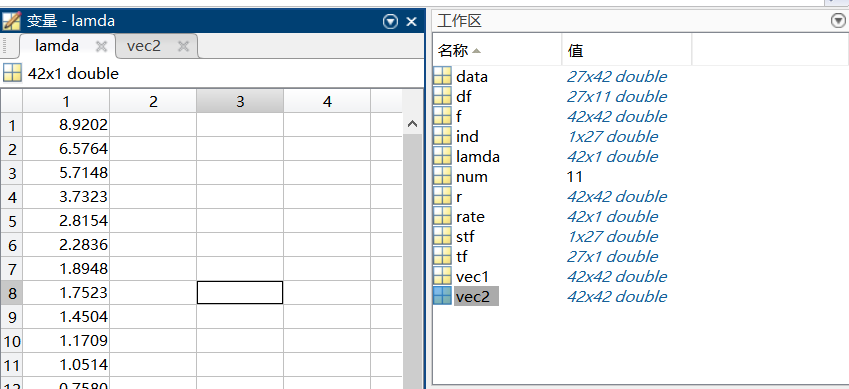 变量 - lamda
lamda vec2
42x1 double
1 2 3 4
1 8.9202
2 6.5764
3 5.7148
4 3.7323
5 2.8154
6 2.2836
7 1.8948
8 1.7523
9 1.4504
10 1.1709
11 1.0514
12 0.7580
工作区
名称 值
data 27x42 double
df 27x11 double
f 42x42 double
ind 1x27 double
lamda 42x1 double
num 11
r 42x42 double
rate 42x1 double
stf 1x27 double
tf 27x1 double
vec1 42x42 double
vec2 42x42 double